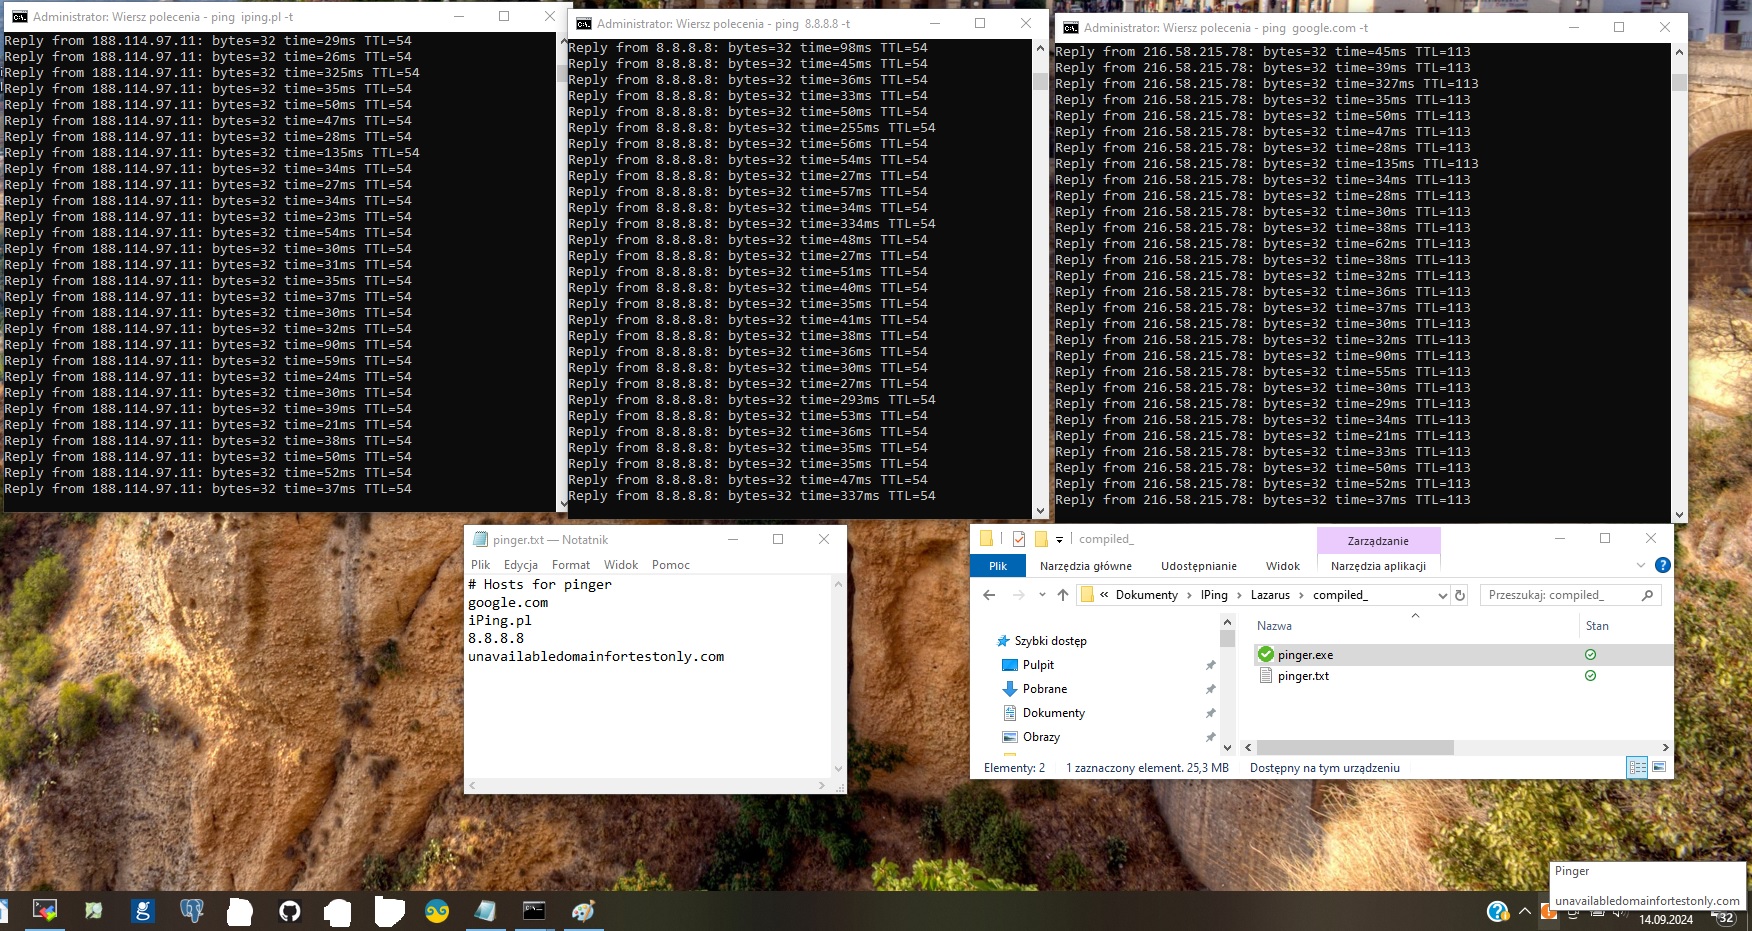 Administrator: Wiersz polecenia - ping  iping.pl -t
Reply from 188.114.97.11: bytes=32 time=29ms TTL=54
Reply from 188.114.97.11: bytes=32 time=26ms TTL=54
Reply from 188.114.97.11: bytes=32 time=325ms TTL=54
Reply from 188.114.97.11: bytes=32 time=35ms TTL=54
Reply from 188.114.97.11: bytes=32 time=50ms TTL=54
Reply from 188.114.97.11: bytes=32 time=47ms TTL=54
Reply from 188.114.97.11: bytes=32 time=28ms TTL=54
Reply from 188.114.97.11: bytes=32 time=135ms TTL=54
Reply from 188.114.97.11: bytes=32 time=34ms TTL=54
Reply from 188.114.97.11: bytes=32 time=27ms TTL=54
Reply from 188.114.97.11: bytes=32 time=34ms TTL=54
Reply from 188.114.97.11: bytes=32 time=23ms TTL=54
Reply from 188.114.97.11: bytes=32 time=54ms TTL=54
Reply from 188.114.97.11: bytes=32 time=30ms TTL=54
Reply from 188.114.97.11: bytes=32 time=31ms TTL=54
Reply from 188.114.97.11: bytes=32 time=35ms TTL=54
Reply from 188.114.97.11: bytes=32 time=37ms TTL=54
Reply from 188.114.97.11: bytes=32 time=30ms TTL=54
Reply from 188.114.97.11: bytes=32 time=32ms TTL=54
Reply from 188.114.97.11: bytes=32 time=90ms TTL=54
Reply from 188.114.97.11: bytes=32 time=59ms TTL=54
Reply from 188.114.97.11: bytes=32 time=24ms TTL=54
Reply from 188.114.97.11: bytes=32 time=30ms TTL=54
Reply from 188.114.97.11: bytes=32 time=39ms TTL=54
Reply from 188.114.97.11: bytes=32 time=21ms TTL=54
Reply from 188.114.97.11: bytes=32 time=38ms TTL=54
Reply from 188.114.97.11: bytes=32 time=50ms TTL=54
Reply from 188.114.97.11: bytes=32 time=52ms TTL=54
Reply from 188.114.97.11: bytes=32 time=37ms TTL=54
Administrator: Wiersz polecenia - ping  8.8.8.8 -t
Reply from 8.8.8.8: bytes=32 time=98ms TTL=54
Reply from 8.8.8.8: bytes=32 time=45ms TTL=54
Reply from 8.8.8.8: bytes=32 time=36ms TTL=54
Reply from 8.8.8.8: bytes=32 time=33ms TTL=54
Reply from 8.8.8.8: bytes=32 time=50ms TTL=54
Reply from 8.8.8.8: bytes=32 time=255ms TTL=54
Reply from 8.8.8.8: bytes=32 time=56ms TTL=54
Reply from 8.8.8.8: bytes=32 time=54ms TTL=54
Reply from 8.8.8.8: bytes=32 time=27ms TTL=54
Reply from 8.8.8.8: bytes=32 time=57ms TTL=54
Reply from 8.8.8.8: bytes=32 time=34ms TTL=54
Reply from 8.8.8.8: bytes=32 time=334ms TTL=54
Reply from 8.8.8.8: bytes=32 time=48ms TTL=54
Reply from 8.8.8.8: bytes=32 time=27ms TTL=54
Reply from 8.8.8.8: bytes=32 time=51ms TTL=54
Reply from 8.8.8.8: bytes=32 time=40ms TTL=54
Reply from 8.8.8.8: bytes=32 time=35ms TTL=54
Reply from 8.8.8.8: bytes=32 time=41ms TTL=54
Reply from 8.8.8.8: bytes=32 time=38ms TTL=54
Reply from 8.8.8.8: bytes=32 time=36ms TTL=54
Reply from 8.8.8.8: bytes=32 time=30ms TTL=54
Reply from 8.8.8.8: bytes=32 time=27ms TTL=54
Reply from 8.8.8.8: bytes=32 time=293ms TTL=54
Reply from 8.8.8.8: bytes=32 time=53ms TTL=54
Reply from 8.8.8.8: bytes=32 time=36ms TTL=54
Reply from 8.8.8.8: bytes=32 time=35ms TTL=54
Reply from 8.8.8.8: bytes=32 time=35ms TTL=54
Reply from 8.8.8.8: bytes=32 time=47ms TTL=54
Reply from 8.8.8.8: bytes=32 time=337ms TTL=54
Administrator: Wiersz polecenia - ping  google.com -t
Reply from 216.58.215.78: bytes=32 time=45ms TTL=113
Reply from 216.58.215.78: bytes=32 time=39ms TTL=113
Reply from 216.58.215.78: bytes=32 time=327ms TTL=113
Reply from 216.58.215.78: bytes=32 time=35ms TTL=113
Reply from 216.58.215.78: bytes=32 time=50ms TTL=113
Reply from 216.58.215.78: bytes=32 time=47ms TTL=113
Reply from 216.58.215.78: bytes=32 time=28ms TTL=113
Reply from 216.58.215.78: bytes=32 time=135ms TTL=113
Reply from 216.58.215.78: bytes=32 time=34ms TTL=113
Reply from 216.58.215.78: bytes=32 time=28ms TTL=113
Reply from 216.58.215.78: bytes=32 time=30ms TTL=113
Reply from 216.58.215.78: bytes=32 time=38ms TTL=113
Reply from 216.58.215.78: bytes=32 time=62ms TTL=113
Reply from 216.58.215.78: bytes=32 time=38ms TTL=113
Reply from 216.58.215.78: bytes=32 time=32ms TTL=113
Reply from 216.58.215.78: bytes=32 time=36ms TTL=113
Reply from 216.58.215.78: bytes=32 time=37ms TTL=113
Reply from 216.58.215.78: bytes=32 time=30ms TTL=113
Reply from 216.58.215.78: bytes=32 time=32ms TTL=113
Reply from 216.58.215.78: bytes=32 time=90ms TTL=113
Reply from 216.58.215.78: bytes=32 time=55ms TTL=113
Reply from 216.58.215.78: bytes=32 time=30ms TTL=113
Reply from 216.58.215.78: bytes=32 time=29ms TTL=113
Reply from 216.58.215.78: bytes=32 time=34ms TTL=113
Reply from 216.58.215.78: bytes=32 time=21ms TTL=113
Reply from 216.58.215.78: bytes=32 time=33ms TTL=113
Reply from 216.58.215.78: bytes=32 time=50ms TTL=113
Reply from 216.58.215.78: bytes=32 time=52ms TTL=113
Reply from 216.58.215.78: bytes=32 time=37ms TTL=113
pinger.txt — Notatnik
Plik Edycja Format Widok Pomoc
# Hosts for pinger
google.com
iPing.pl
8.8.8.8
unavailabledomainfortestonly.com
compiled_
Zarządzanie
Plik Narzędzia główne Udostępnianie Widok Narzędzia aplikacji
« Dokumenty > IPing > Lazarus > compiled_
Przeszukaj: compiled_
Szybki dostęp
Pulpit
Pobrane
Dokumenty
Obrazy
Nazwa Stan
pinger.exe
pinger.txt
Elementy: 2 1 zaznaczony element. 25,3 MB Dostępny na tym urządzeniu
Pinger
unavailabledomainfortestonly.com
14.09.2024
32